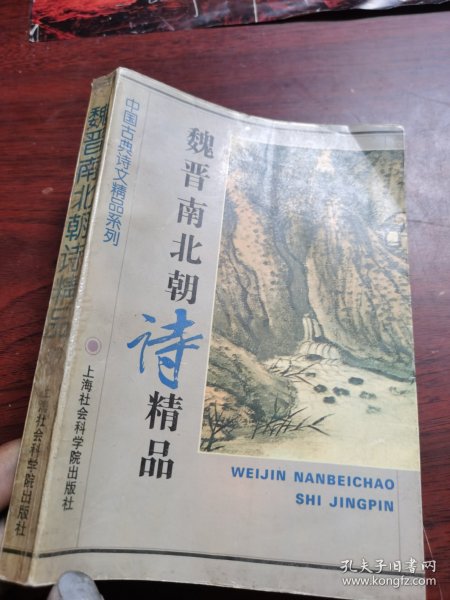 中国古典诗文精品系列
魏晋南北朝诗精品
上海社会科学院出版社
WEIJIN NANBEICHAO
SHI JINGPIN
魏晋南北朝诗精品
上海社会科学院出版社
孔夫子旧书网
www.kongfz.com